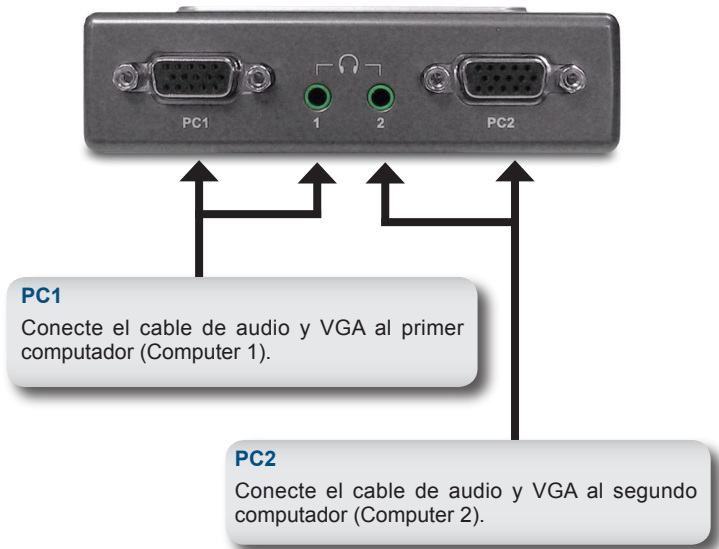 PC1 1 2 PC2
PC1
Conecte el cable de audio y VGA al primer
computador (Computer 1).
PC2
Conecte el cable de audio y VGA al segundo
computador (Computer 2).